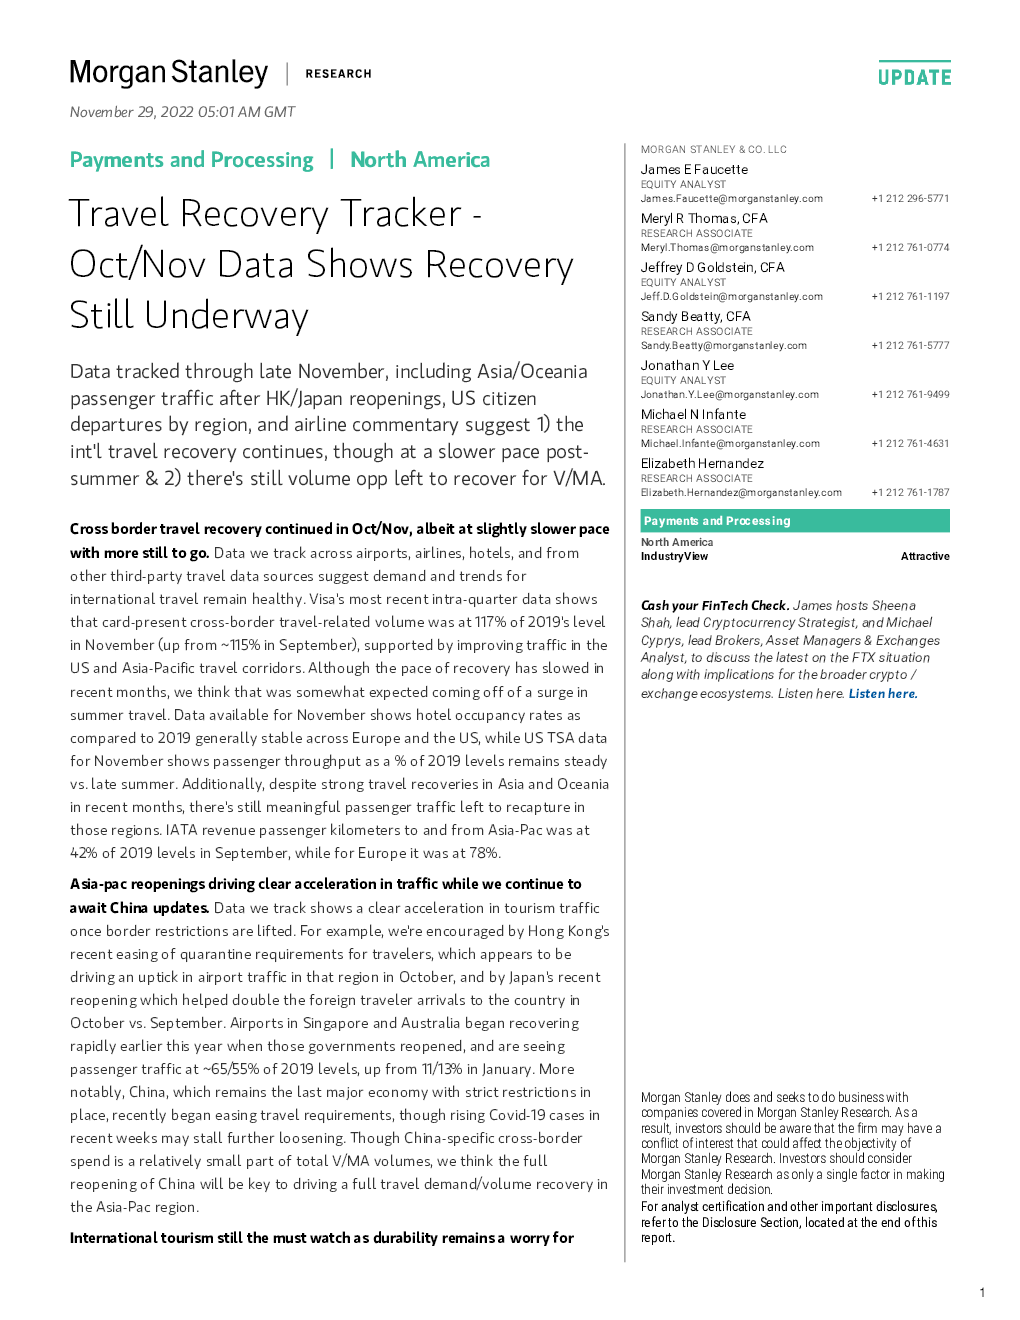 Morgan Stanley | RESEARCH
UPDATE
November 29, 2022 05:01 AM GMT
Payments and Processing | North America
Travel Recovery Tracker -
Oct/Nov Data Shows Recovery
Still Underway
Data tracked through late November, including Asia/Oceania
passenger traffic after HK/Japan reopenings, US citizen
departures by region, and airline commentary suggest 1) the
int'l travel recovery continues, though at a slower pace post-
summer & 2) there's still volume opp left to recover for V/MA.
Cross border travel recovery continued in Oct/Nov, albeit at slightly slower pace
with more still to go. Data we track across airports, airlines, hotels, and from
other third-party travel data sources suggest demand and trends for
international travel remain healthy. Visa's most recent intra-quarter data shows
that card-present cross-border travel-related volume was at 117% of 2019's level
in November (up from ~115% in September), supported by improving traffic in the
US and Asia-Pacific travel corridors. Although the pace of recovery has slowed in
recent months, we think that was somewhat expected coming off of a surge in
summer travel. Data available for November shows hotel occupancy rates as
compared to 2019 generally stable across Europe and the US, while US TSA data
for November shows passenger throughput as a % of 2019 levels remains steady
vs. late summer. Additionally, despite strong travel recoveries in Asia and Oceania
in recent months, there's still meaningful passenger traffic left to recapture in
those regions. IATA revenue passenger kilometers to and from Asia-Pac was at
42% of 2019 levels in September, while for Europe it was at 78%.
Asia-pac reopenings driving clear acceleration in traffic while we continue to
await China updates. Data we track shows a clear acceleration in tourism traffic
once border restrictions are lifted. For example, we're encouraged by Hong Kong's
recent easing of quarantine requirements for travelers, which appears to be
driving an uptick in airport traffic in that region in October, and by Japan's recent
reopening which helped double the foreign traveler arrivals to the country in
October vs. September. Airports in Singapore and Australia began recovering
rapidly earlier this year when those governments reopened, and are seeing
passenger traffic at ~65/55% of 2019 levels, up from 11/13% in January. More
notably, China, which remains the last major economy with strict restrictions in
place, recently began easing travel requirements, though rising Covid-19 cases in
recent weeks may stall further loosening. Though China-specific cross-border
spend is a relatively small part of total V/MA volumes, we think the full
reopening of China will be key to driving a full travel demand/volume recovery in
the Asia-Pac region.
International tourism still the must watch as durability remains a worry for
MORGAN STANLEY & CO. LLC
James E Faucette
EQUITY ANALYST
James.Faucette@morganstanley.com +1 212 296-5771
Meryl R Thomas, CFA
RESEARCH ASSOCIATE
Meryl.Thomas@morganstanley.com +1 212 761-0774
Jeffrey D Goldstein, CFA
EQUITY ANALYST
Jeff.D.Goldstein@morganstanley.com +1 212 761-1197
Sandy Beatty, CFA
RESEARCH ASSOCIATE
Sandy.Beatty@morganstanley.com +1 212 761-5777
Jonathan Y Lee
EQUITY ANALYST
Jonathan.Y.Lee@morganstanley.com +1 212 761-9499
Michael N Infante
RESEARCH ASSOCIATE
Michael.Infante@morganstanley.com +1 212 761-4631
Elizabeth Hernandez
RESEARCH ASSOCIATE
Elizabeth.Hernandez@morganstanley.com +1 212 761-1787
Payments and Processing
North America
IndustryView Attractive
Cash your FinTech Check. James hosts Sheena
Shah, lead Cryptocurrency Strategist, and Michael
Cyprys, lead Brokers, Asset Managers & Exchanges
Analyst, to discuss the latest on the FTX situation
along with implications for the broader crypto /
exchange ecosystems. Listen here. Listen here.
Morgan Stanley does and seeks to do business with
companies covered in Morgan Stanley Research. As a
result, investors should be aware that the firm may have a
conflict of interest that could affect the objectivity of
Morgan Stanley Research. Investors should consider
Morgan Stanley Research as only a single factor in making
their investment decision.
For analyst certification and other important disclosures,
refer to the Disclosure Section, located at the end of this
report.
1